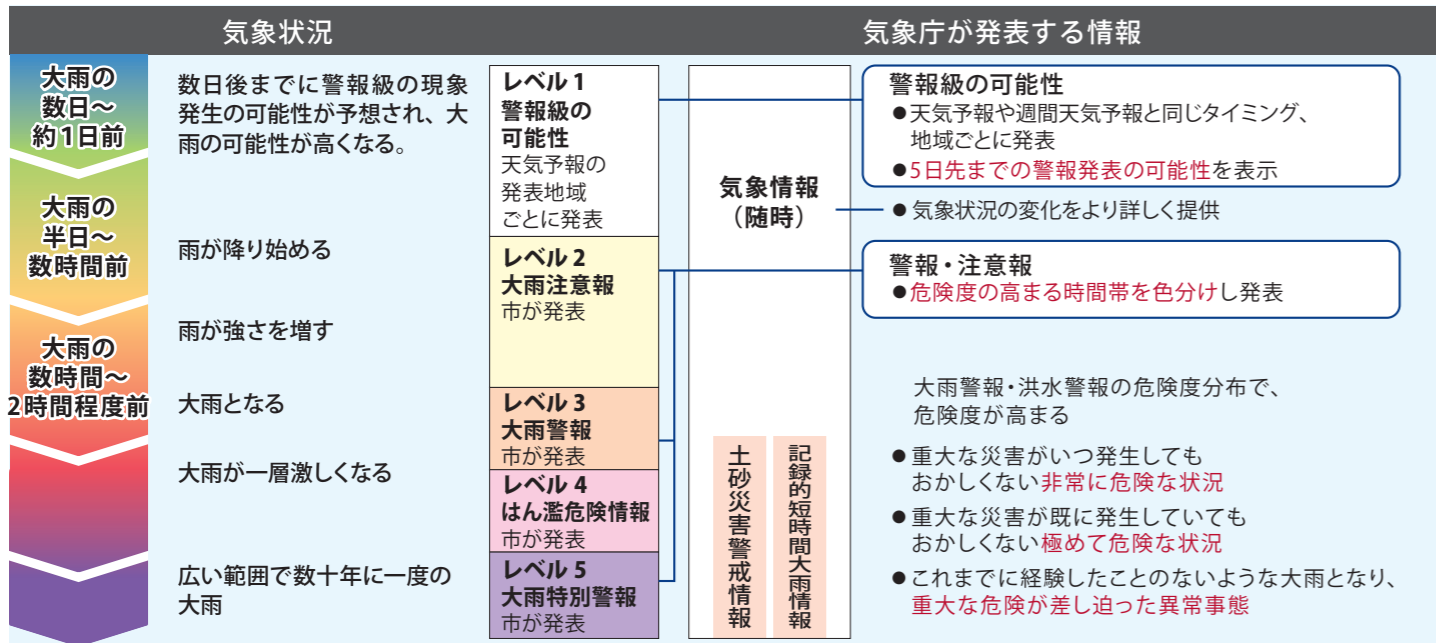 気象状況
気象庁が発表する情報
大雨の
数日～
約1日前
大雨の
半日～
数時間前
大雨の
数時間～
2時間程度前
数日後までに警報級の現象
発生の可能性が予想され、大
雨の可能性が高くなる。
雨が降り始める
雨が強さを増す
大雨となる
大雨が一層激しくなる
広い範囲で数十年に一度の
大雨
レベル 1
警報級の
可能性
天気予報の
発表地域
ごとに発表
レベル 2
大雨注意報
市が発表
レベル 3
大雨警報
市が発表
レベル 4
はん濫危険情報
市が発表
レベル 5
大雨特別警報
市が発表
気象情報
（随時）
土砂災害警戒情報
記録的短時間大雨情報
警報級の可能性
●天気予報や週間天気予報と同じタイミング、
地域ごとに発表
●5日先までの警報発表の可能性を表示
●気象状況の変化をより詳しく提供
警報・注意報
●危険度の高まる時間帯を色分けし発表
大雨警報・洪水警報の危険度分布で、
危険度が高まる
●重大な災害がいつ発生しても
おかしくない非常に危険な状況
●重大な災害が既に発生していても
おかしくない極めて危険な状況
●これまでに経験したことのないような大雨となり、
重大な危険が差し迫った異常事態